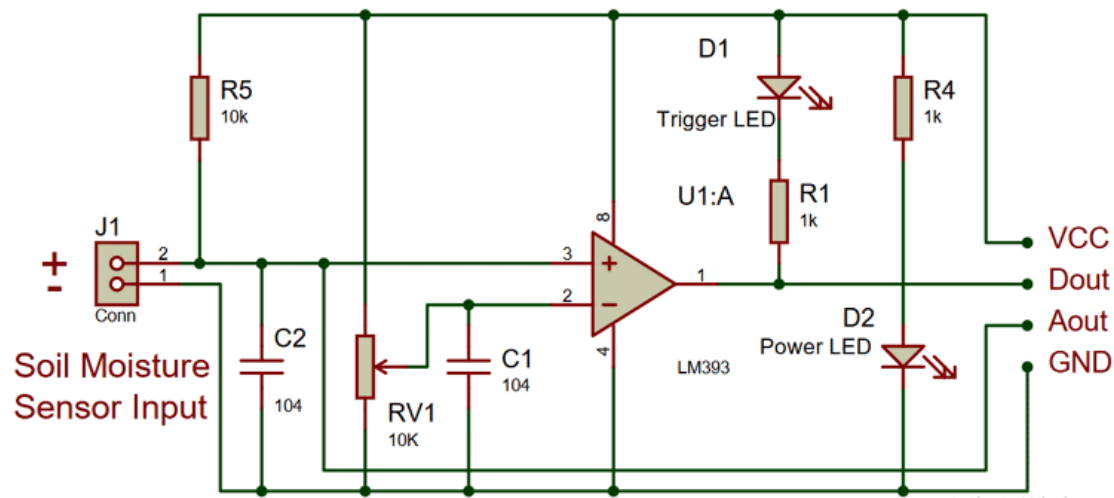 D1
R5
10k
Trigger LED
R4
1k
U1:A
R1
1k
8
J1
2
1
+
-
Conn
3
+
2
-
1
4
VCC
Dout
Aout
GND
D2
Power LED
LM393
C2
104
C1
104
Soil Moisture
Sensor Input
RV1
10K